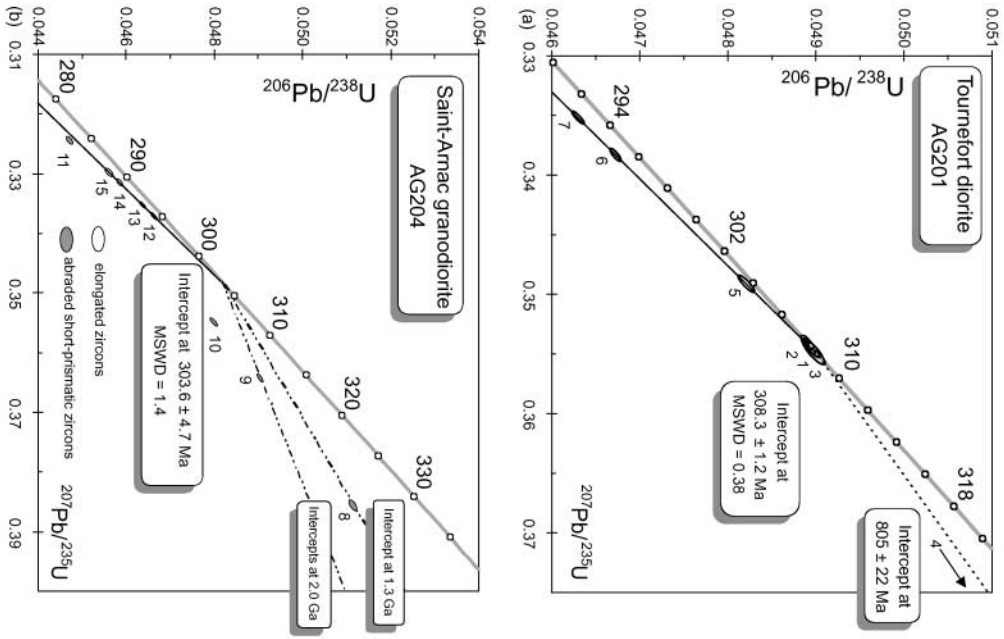 0.051
0.050
0.049
0.048
0.047
0.046
(a)
0.33
0.34
0.35
0.36
0.37
206Pb/238U
207Pb/235U
Tournefort diorite
AG201
294
302
310
318
7
6
5
2
1
3
4
Intercept at
308.3 ± 1.2 Ma
MSWD = 0.38
Intercept at
805 ± 22 Ma
0.054
0.052
0.050
0.048
0.046
0.044
(b)
0.31
0.33
0.35
0.37
0.39
206Pb/238U
207Pb/235U
Saint-Arnac granodiorite
AG204
280
290
300
310
320
330
11
15
14
13
12
10
9
8
Intercept at 303.6 ± 4.7 Ma
MSWD = 1.4
Intercept at 1.3 Ga
Intercepts at 2.0 Ga
elongated zircons
abraded short-prismatic zircons